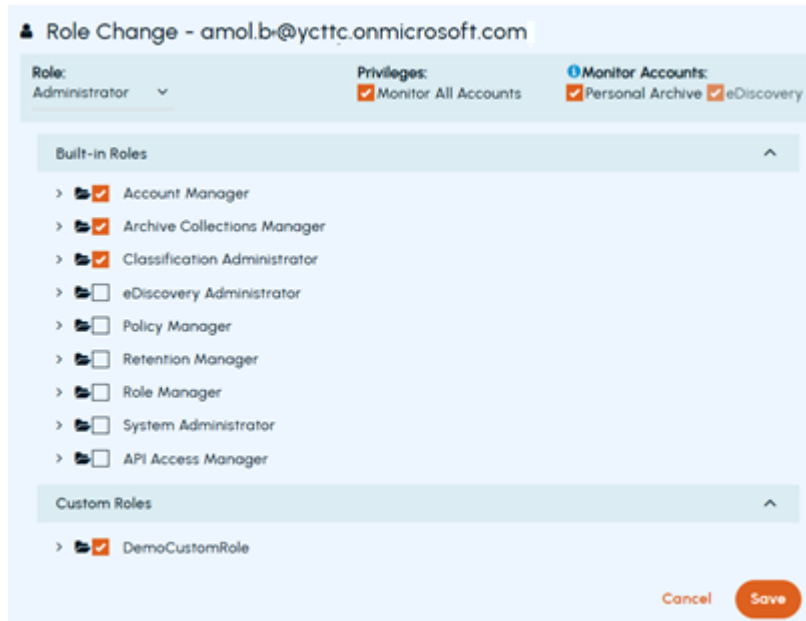 Role Change - amol.b@ycttc.onmicrosoft.com
Role: Privileges: Monitor Accounts:
Administrator Monitor All Accounts Personal Archive eDiscovery
Built-in Roles
Account Manager
Archive Collections Manager
Classification Administrator
eDiscovery Administrator
Policy Manager
Retention Manager
Role Manager
System Administrator
API Access Manager
Custom Roles
DemoCustomRole
Cancel Save